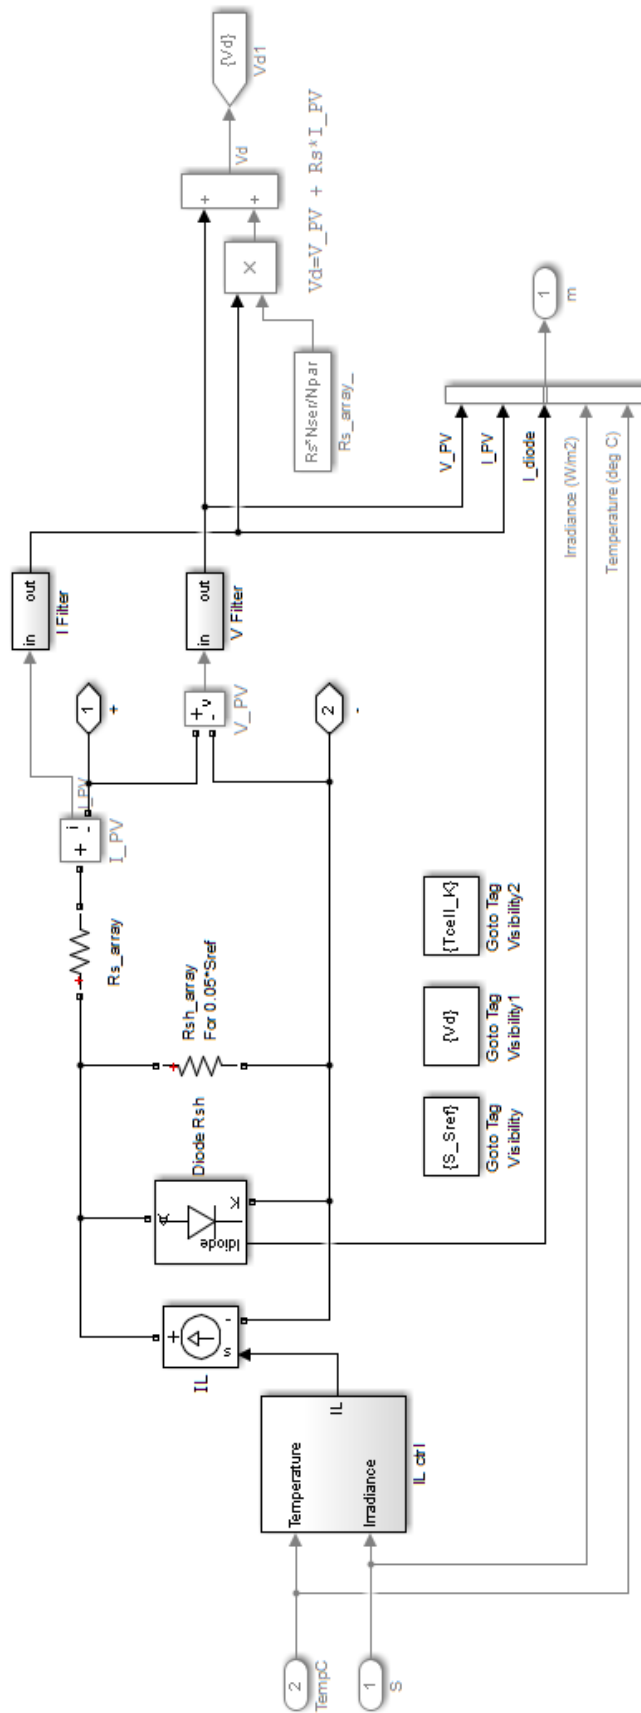 2
TempC
1
S
Temperature
Irradiance
IL
IL ctrl
+
-
s
IL
Idiode
K
Diode Rsh
+
Rsh_array
For 0.05*Sref
+
Rs_array
+
i
-
I_PV
I_PV
1
+
+
-
v
V_PV
2
-
in
out
I Filter
in
out
V Filter
{S_Sref}
Goto Tag
Visibility
{Vd}
Goto Tag
Visibility1
{Tcell_K}
Goto Tag
Visibility2
V_PV
I_PV
I_diode
Irradiance (W/m2)
Temperature (deg C)
1
m
Rs*Nser/Npar
Rs_array_
×
+
+
Vd
{Vd}
Vd1
Vd=V_PV + Rs*I_PV